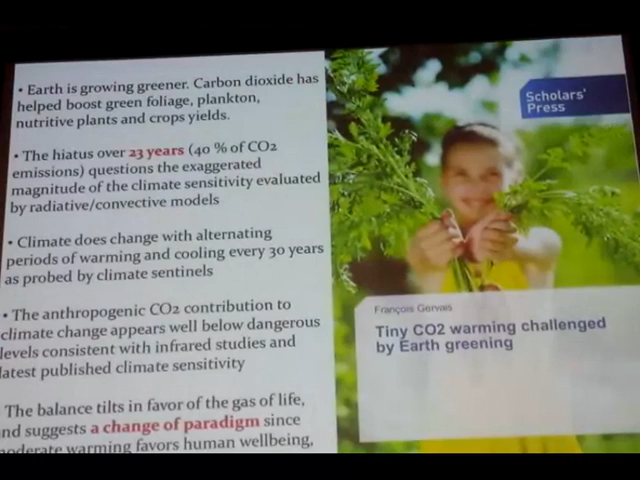 • Earth is growing greener. Carbon dioxide has
helped boost green foliage, plankton,
nutritive plants and crops yields.
• The hiatus over 23 years (40 % of CO2
emissions) questions the exaggerated
magnitude of the climate sensitivity evaluated
by radiative/convective models
• Climate does change with alternating
periods of warming and cooling every 30 years
as probed by climate sentinels
• The anthropogenic CO2 contribution to
climate change appears well below dangerous
levels consistent with infrared studies and
latest published climate sensitivity
The balance tilts in favor of the gas of life,
nd suggests a change of paradigm since
oderate warming favors human wellbeing,
Scholars'
Press
François Gervais
Tiny CO2 warming challenged
by Earth greening